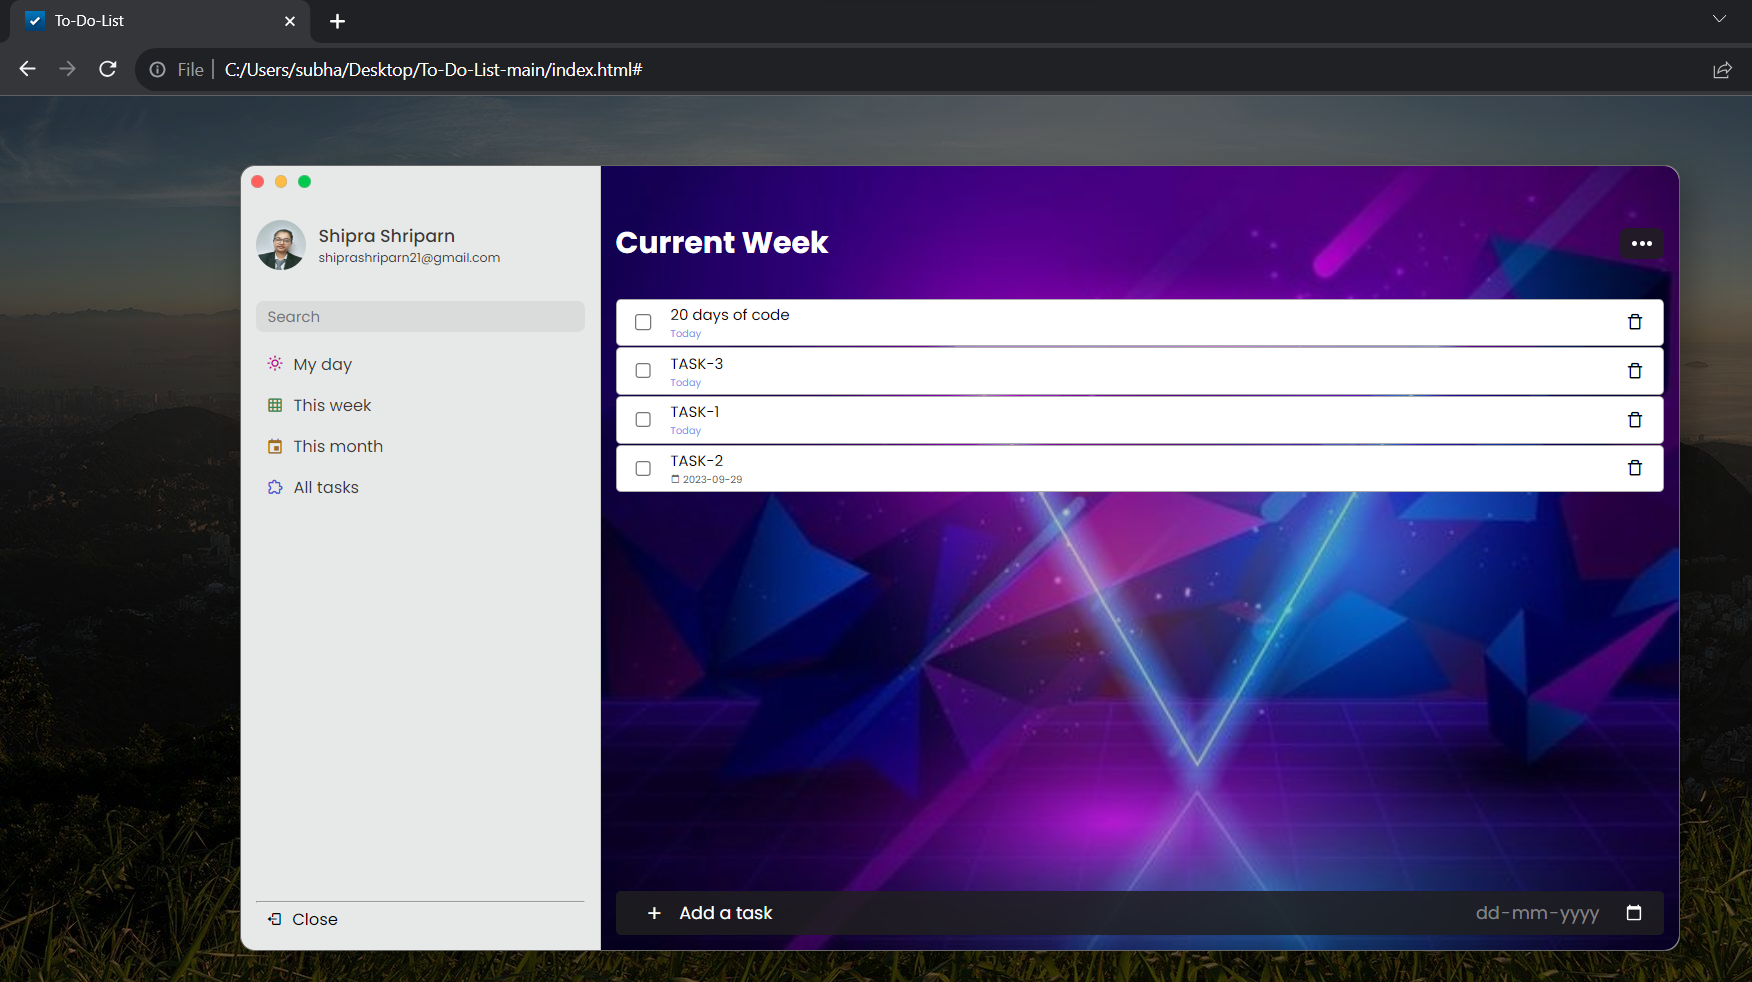 To-Do-List
File
C:/Users/subha/Desktop/To-Do-List-main/index.html#
Shipra Shriparn
shiprashriparn21@gmail.com
Search
My day
This week
This month
All tasks
Close
Current Week
20 days of code
Today
TASK-3
Today
TASK-1
Today
TASK-2
2023-09-29
Add a task
dd-mm-yyyy